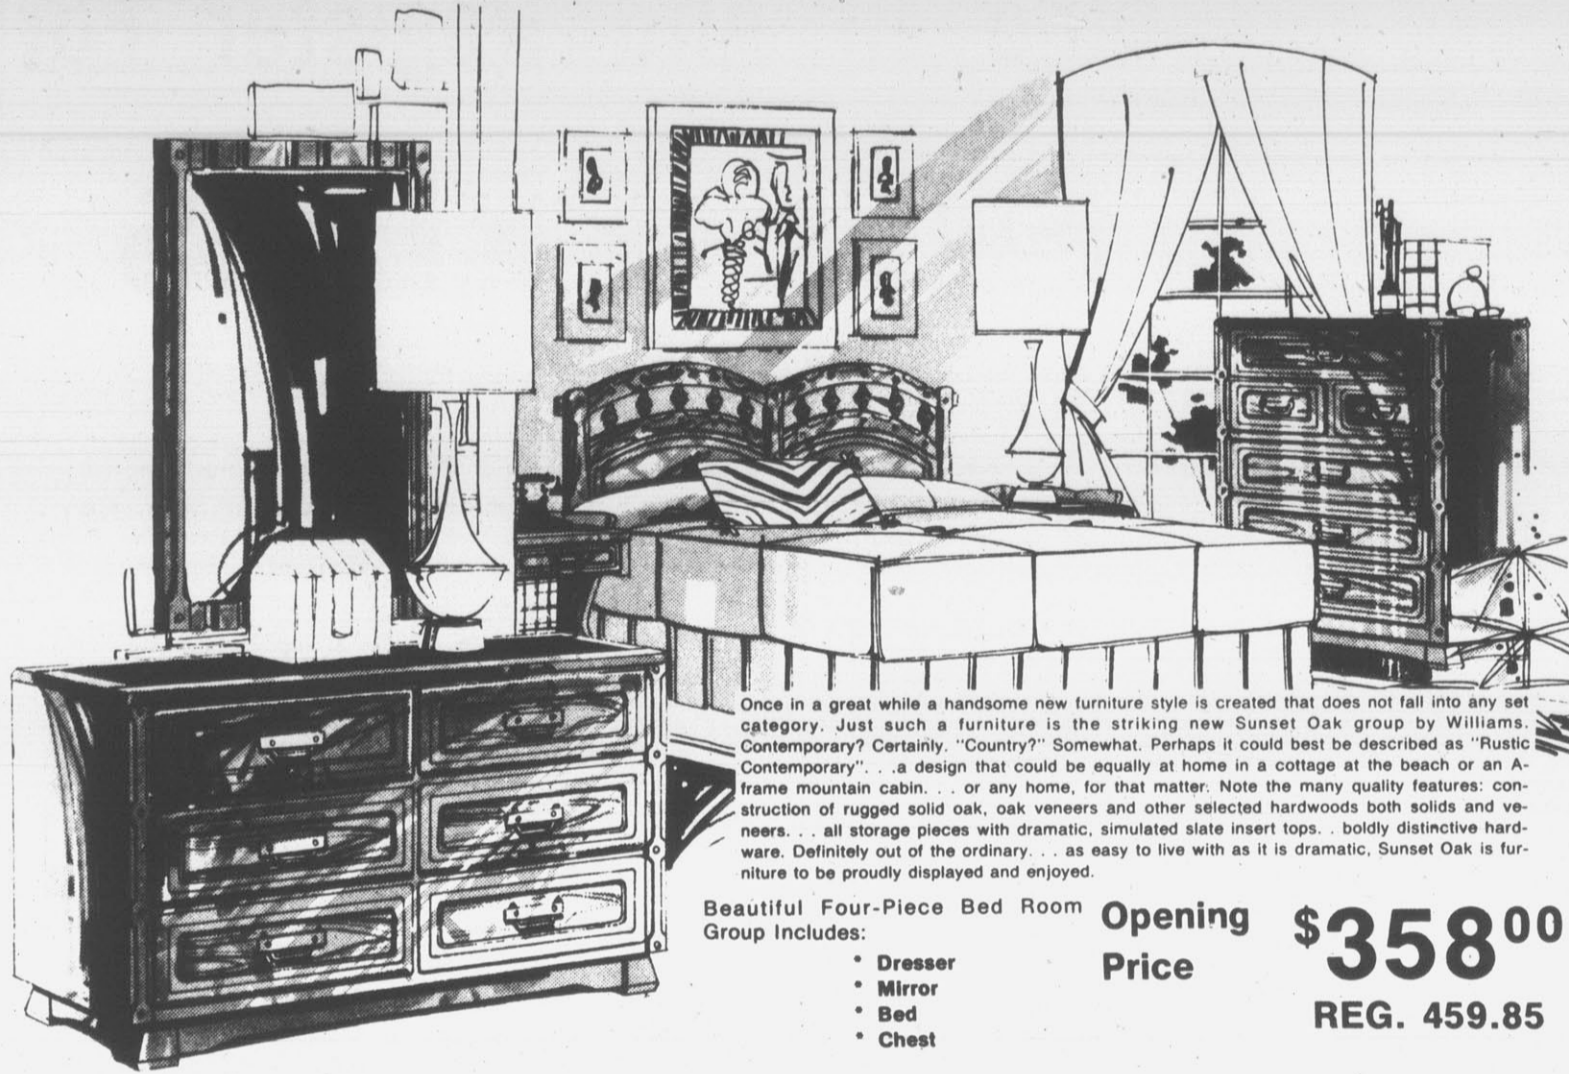 Once in a great while a handsome new furniture style is created that does not fall into any set
category. Just such a furniture is the striking new Sunset Oak group by Williams.
Contemporary? Certainly. "Country?" Somewhat. Perhaps it could best be described as "Rustic
Contemporary". . .a design that could be equally at home in a cottage at the beach or an A-
frame mountain cabin. . . or any home, for that matter. Note the many quality features: con-
struction of rugged solid oak, oak veneers and other selected hardwoods both solids and ve-
neers. . . all storage pieces with dramatic, simulated slate insert tops. . boldly distinctive hard-
ware. Definitely out of the ordinary. . . as easy to live with as it is dramatic, Sunset Oak is fur-
niture to be proudly displayed and enjoyed.
Beautiful Four-Piece Bed Room
Group Includes:
* Dresser
* Mirror
* Bed
* Chest
Opening
Price
$358 00
REG. 459.85